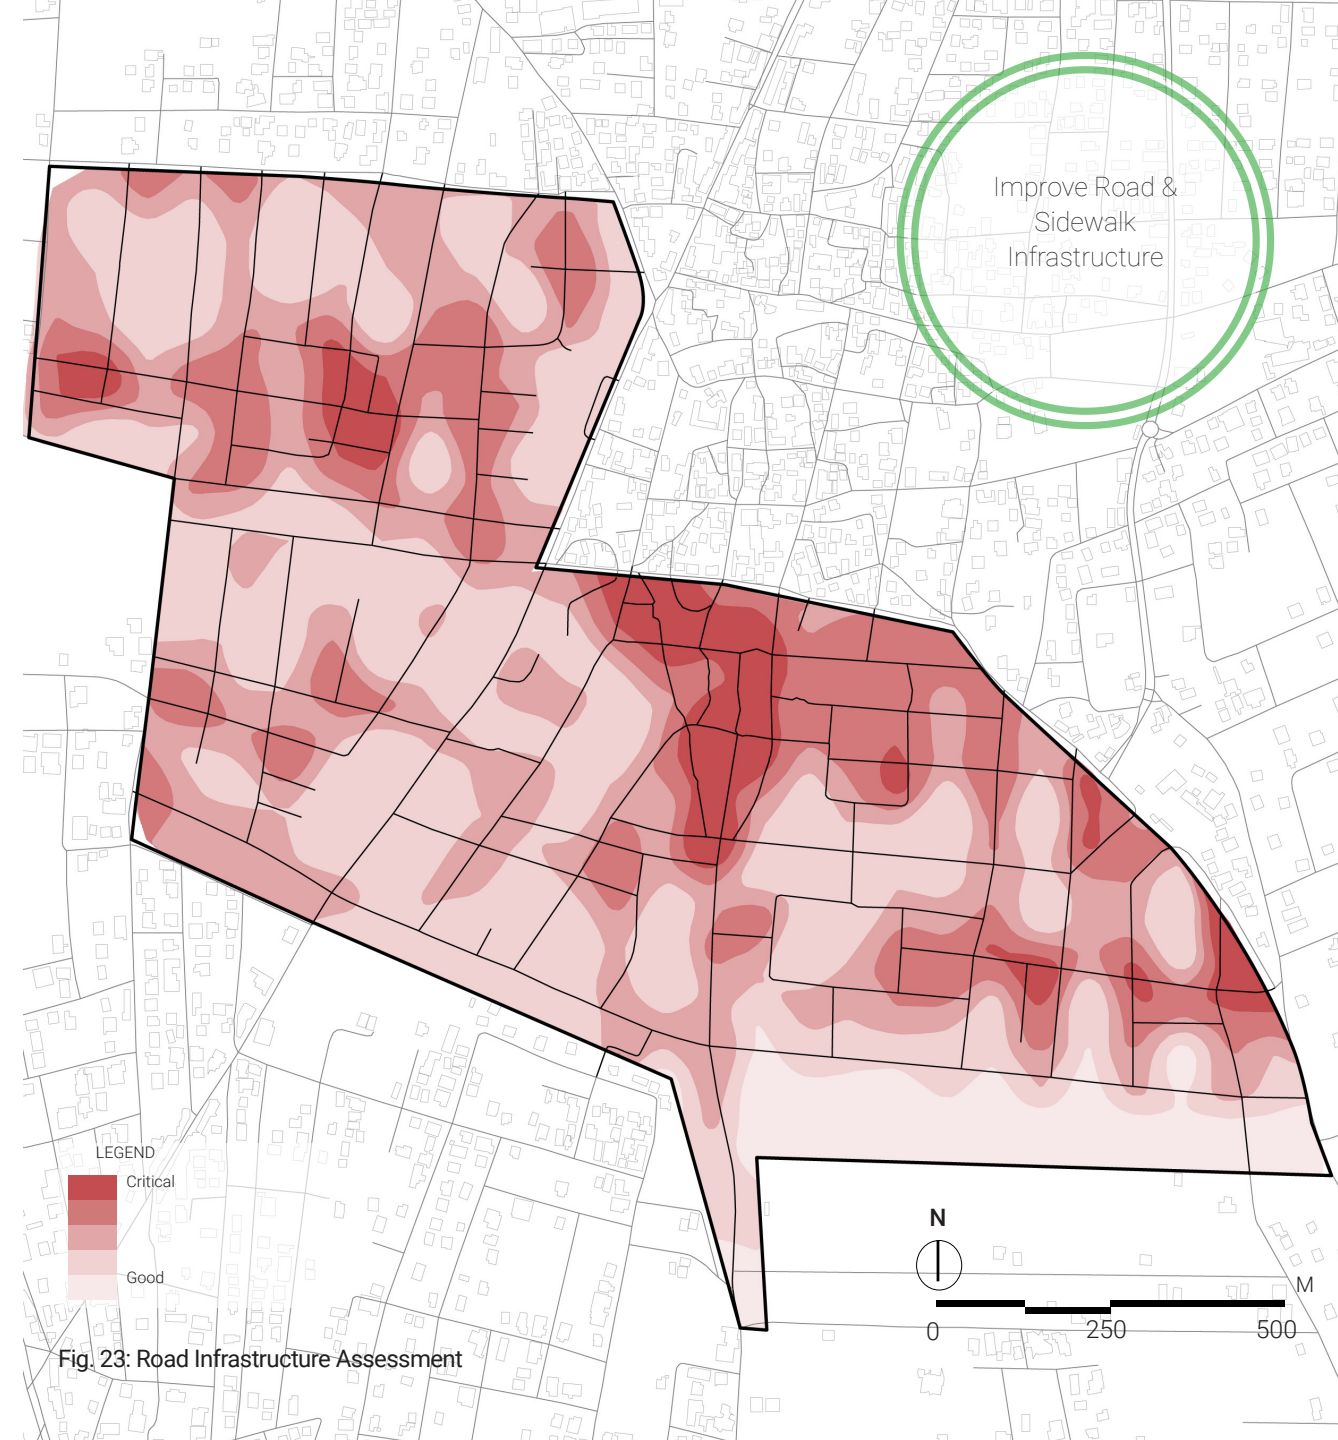 Improve Road &
Sidewalk
Infrastructure
LEGEND
Critical
Good
N
M
0
250
500
Fig. 23: Road Infrastructure Assessment